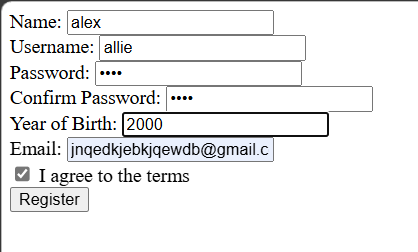 Name: alex
Username: allie
Password: ••••
Confirm Password: ••••
Year of Birth: 2000
Email: jnqedkjebkjqewdb@gmail.c
I agree to the terms
Register